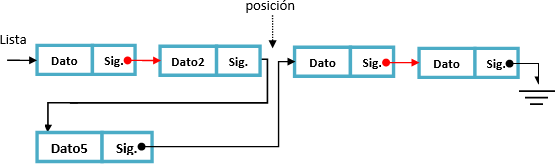 posición
Lista
Dato Sig. Dato2 Sig. Dato Sig. Dato Sig.
Dato5 Sig.